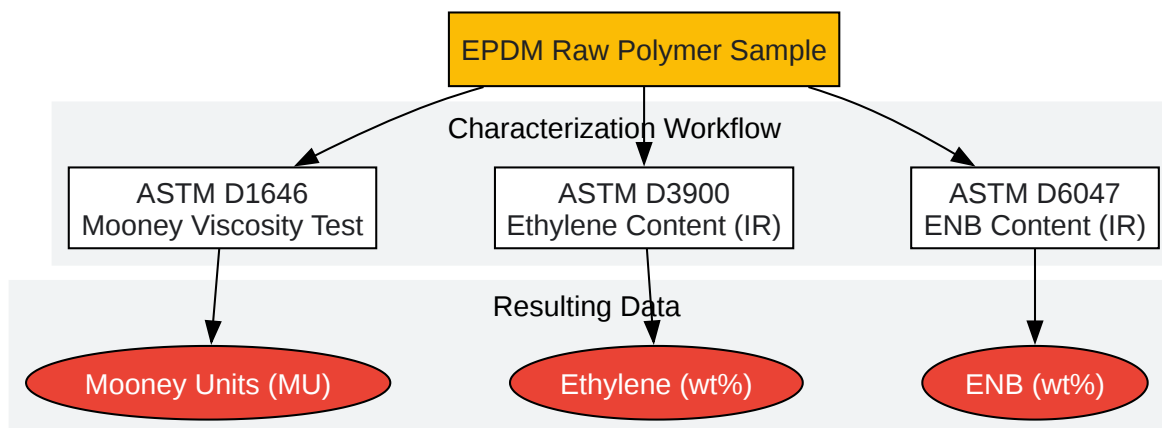 EPDM Raw Polymer Sample
Characterization Workflow
ASTM D1646
Mooney Viscosity Test
ASTM D3900
Ethylene Content (IR)
ASTM D6047
ENB Content (IR)
Resulting Data
Mooney Units (MU)
Ethylene (wt%)
ENB (wt%)